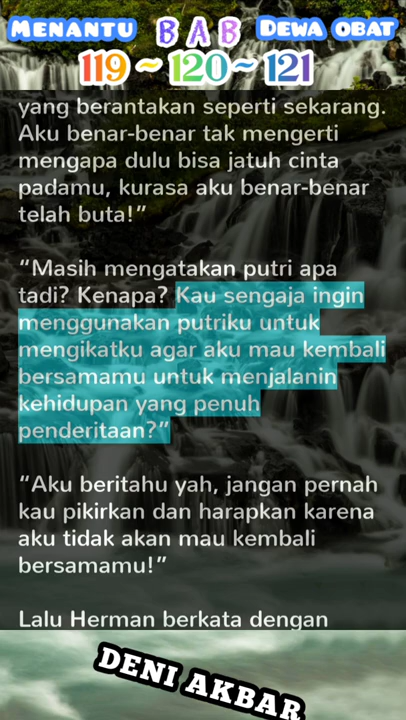 MENANTU BAB DEWA OBAT
119 ~ 120 ~ 121
yang berantakan seperti sekarang.
Aku benar-benar tak mengerti
mengapa dulu bisa jatuh cinta
padamu, kurasa aku benar-benar
telah buta!”
“Masih mengatakan putri apa
tadi? Kenapa? Kau sengaja ingin
menggunakan putriku untuk
mengikatku agar aku mau kembali
bersamamu untuk menjalanin
kehidupan yang penuh
penderitaan?”
“Aku beritahu yah, jangan pernah
kau pikirkan dan harapkan karena
aku tidak akan mau kembali
bersamamu!”
Lalu Herman berkata dengan
DENI AKBAR